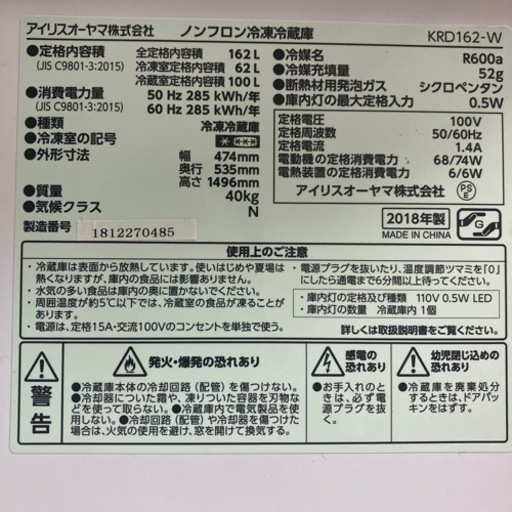 アイリスオーヤマ株式会社 ノンフロン冷凍冷蔵庫 KRD162-W
●定格内容積 全定格内容積 162 L
(JIS C9801-3:2015) 冷凍室定格内容積 62 L
冷蔵室定格内容積 100 L
●消費電力量 50 Hz 285 kWh/年
(JIS C9801-3:2015) 60 Hz 285 kWh/年
●種類 冷凍冷蔵庫
●冷凍室の記号
●外形寸法 幅 474mm
奥行 535mm
高さ 1496mm
●質量 40kg
●気候クラス N
製造番号 1812270485
●冷媒名 R600a
●冷媒充填量 52g
●断熱材用発泡ガス シクロペンタン
●庫内灯の最大定格入力 0.5W
定格電圧 100V
定格周波数 50/60Hz
定格電流 1.4A
電動機の定格消費電力 68/74W
電熱装置の定格消費電力 6/6W
アイリスオーヤマ株式会社 PS E
2018年製
MADE IN CHINA
G
使用上のご注意
・冷蔵庫は表面から放熱しています。使いはじめや夏場は
熱くなりますが、庫内の食品には影響ありません。
・水気の多い食品は庫内の奥に置かないでください。
・周囲温度が約5℃以下では、冷蔵室の食品が凍ることが
あります。
・電源は、定格15A・交流100Vのコンセントを単独で使う。
・電源プラグを抜いたり、温度調節ツマミを「0」
にしたら通電まで6分間以上待ってください。
・庫内灯の定格及び種類 110V 0.5W LED
・庫内灯の数量 冷蔵庫内 1個
詳しくは取扱説明書をご覧ください。
警告
発火・爆発の恐れあり
●冷蔵庫本体の冷却回路(配管)を傷つけない。
●冷却器についた霜や、凍りついた容器を刃物な
どを使って取らない。●冷蔵庫内で電気製品を使
用しない。●冷却回路(配管)を傷つけた
場合は、火気の使用を避け、窓を開けて換気する。
感電の
恐れあり
●お手入れのと
きは、必ず電
源プラグを抜
く。
幼児閉じ込めの
恐れあり
●冷蔵庫を廃棄処分
するときは、ドアパッ
キンをはずす。